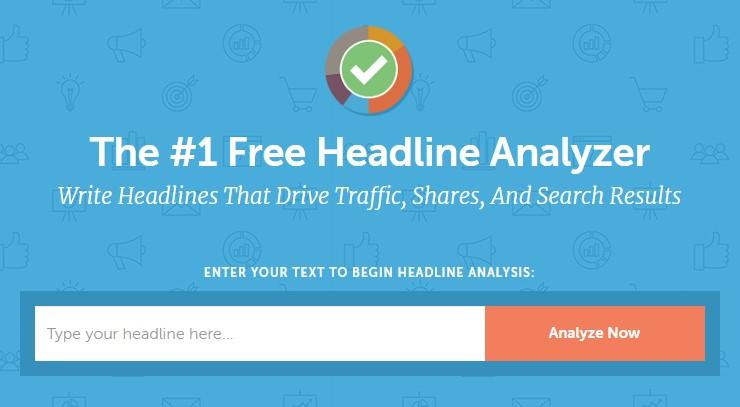 The #1 Free Headline Analyzer
Write Headlines That Drive Traffic, Shares, And Search Results
ENTER YOUR TEXT TO BEGIN HEADLINE ANALYSIS:
Type your headline here...
Analyze Now